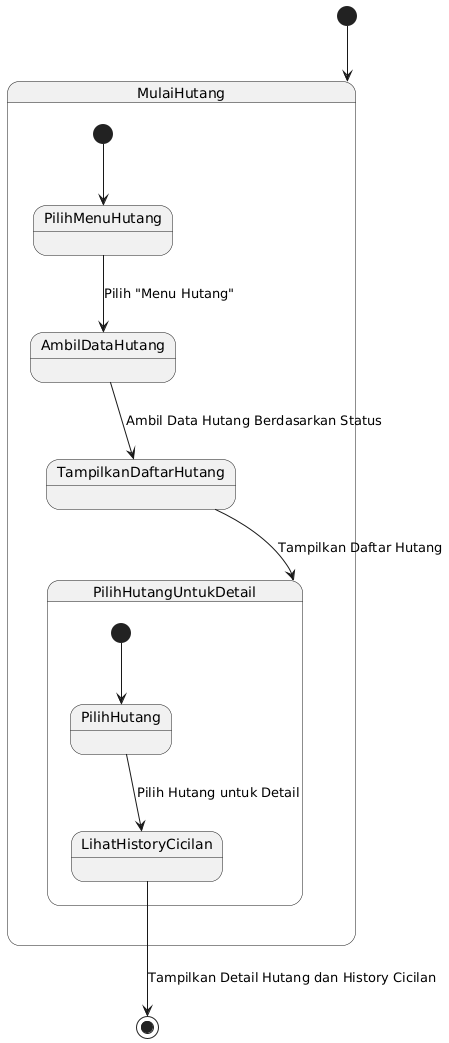 MulaiHutang
PilihMenuHutang
Pilih "Menu Hutang"
AmbilDataHutang
Ambil Data Hutang Berdasarkan Status
TampilkanDaftarHutang
Tampilkan Daftar Hutang
PilihHutangUntukDetail
PilihHutang
Pilih Hutang untuk Detail
LihatHistoryCicilan
Tampilkan Detail Hutang dan History Cicilan